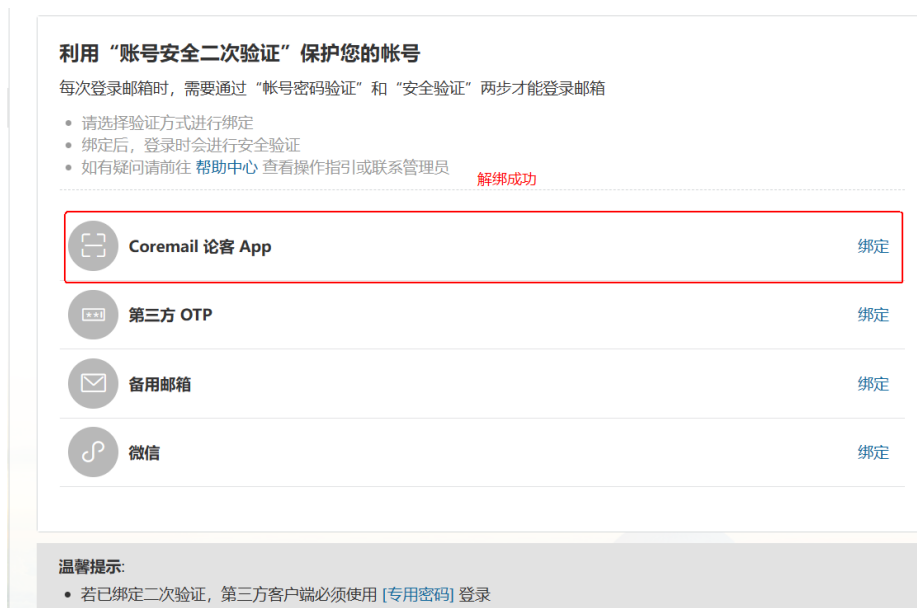 利用“账号安全二次验证”保护您的帐号
每次登录邮箱时，需要通过“帐号密码验证”和“安全验证”两步才能登录邮箱
请选择验证方式进行绑定
绑定后，登录时会进行安全验证
如有疑问请前往 帮助中心 查看操作指引或联系管理员
解绑成功
Coremail 论客 App 绑定
第三方 OTP 绑定
备用邮箱 绑定
微信 绑定
温馨提示:
若已绑定二次验证，第三方客户端必须使用 [专用密码] 登录